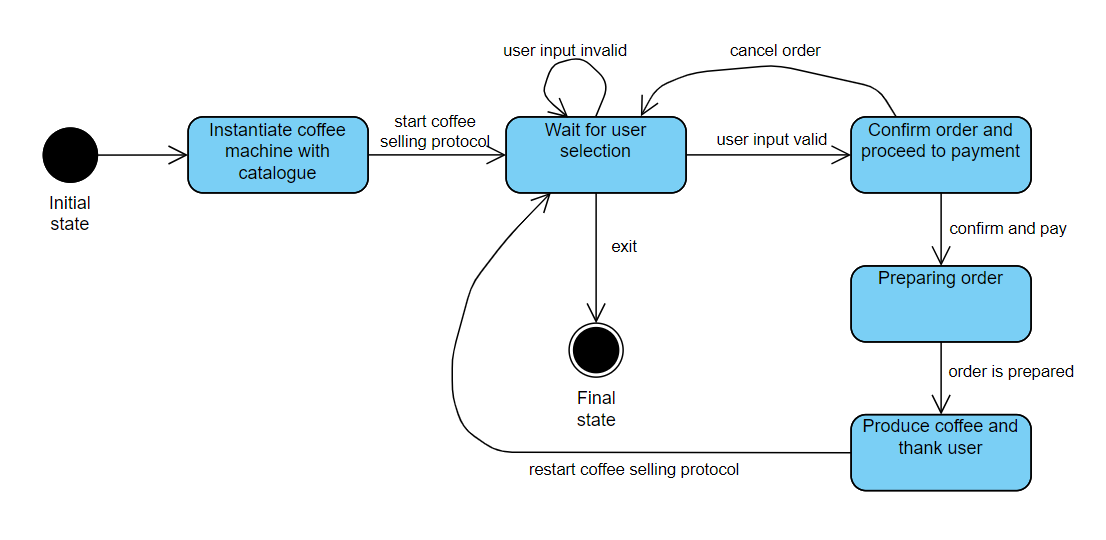 user input invalid
cancel order
Initial
state
Instantiate coffee
machine with
catalogue
start coffee
selling protocol
Wait for user
selection
user input valid
Confirm order and
proceed to payment
confirm and pay
exit
Preparing order
order is prepared
Final
state
Produce coffee and
thank user
restart coffee selling protocol